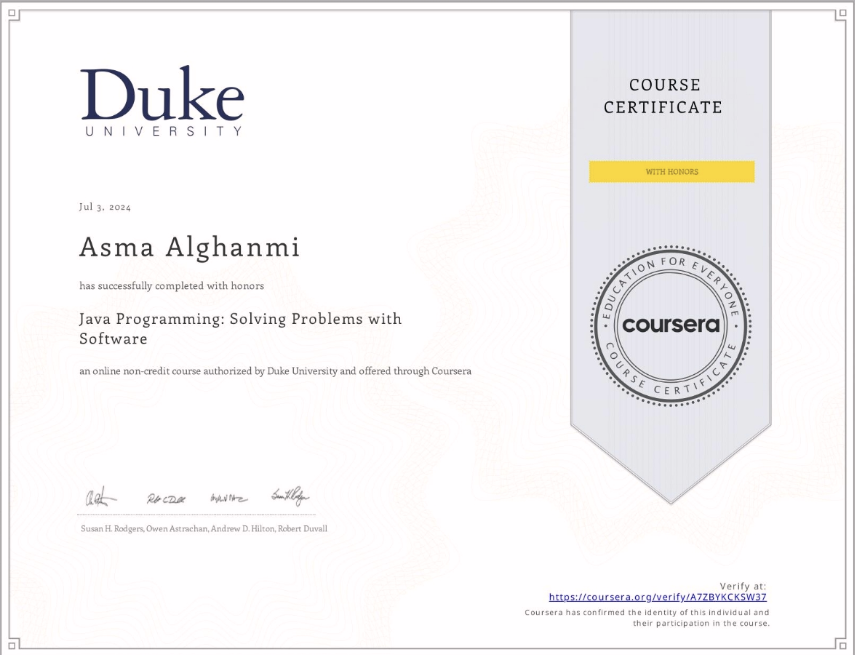 Duke
UNIVERSITY
COURSE
CERTIFICATE
WITH HONORS
Jul 3, 2024
Asma Alghanmi
has successfully completed with honors
Java Programming: Solving Problems with
Software
an online non-credit course authorized by Duke University and offered through Coursera
EDUCATION FOR EVERYONE
coursera
COURSE CERTIFICATE
Susan H. Rodgers, Owen Astrachan, Andrew D. Hilton, Robert Duvall
Verify at:
https://coursera.org/verify/A7ZBYKCKSW37
Coursera has confirmed the identity of this individual and
their participation in the course.